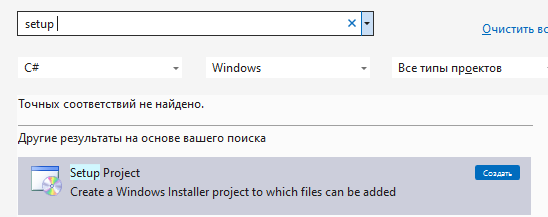 setup
Очистить вс
C#
Windows
Все типы проектов
Точных соответствий не найдено.
Другие результаты на основе вашего поиска
Setup Project
Создать
Create a Windows Installer project to which files can be added